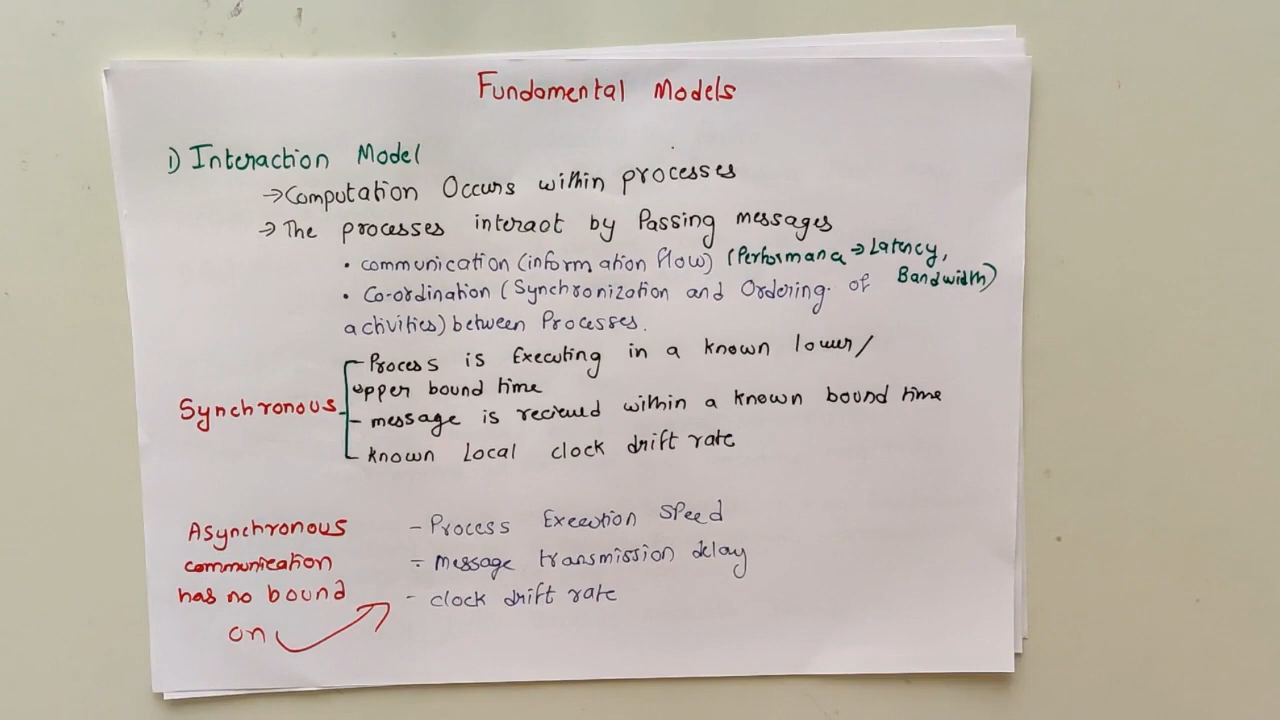 Fundamental Models
1) Interaction Model
→ Computation Occurs within processes
→ The processes interact by Passing messages
• communication (information flow) (Performance → Latency,
Bandwidth)
• Co-ordination (Synchronization and Ordering of
activities) between Processes.
Synchronous
- Process is Executing in a known lower/
upper bound time
- message is recieved within a known bound time
- known Local clock drift rate
Asynchronous
communication
has no bound
on
- Process Execution Speed
- message transmission delay
- clock drift rate